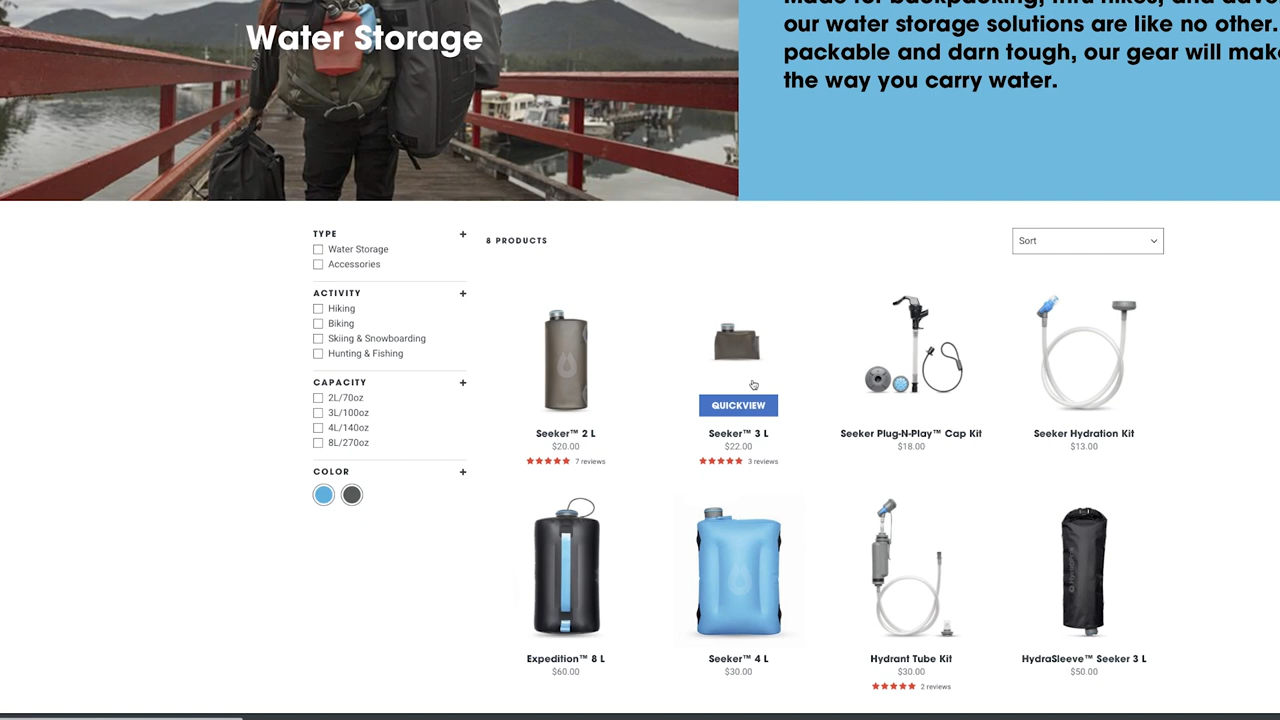 Water Storage
our water storage solutions are like no other.
packable and darn tough, our gear will
the way you carry water.
TYPE +
Water Storage
Accessories
ACTIVITY +
Hiking
Biking
Skiing & Snowboarding
Hunting & Fishing
CAPACITY +
2L/70oz
3L/100oz
4L/140oz
8L/270oz
COLOR +
8 PRODUCTS
Sort
QUICKVIEW
Seeker™ 2 L
$20.00
7 reviews
Seeker™ 3 L
$22.00
3 reviews
Seeker Plug-N-Play™ Cap Kit
$18.00
Seeker Hydration Kit
$13.00
Expedition™ 8 L
$60.00
Seeker™ 4 L
$30.00
Hydrant Tube Kit
$30.00
2 reviews
HydraSleeve™ Seeker 3 L
$50.00